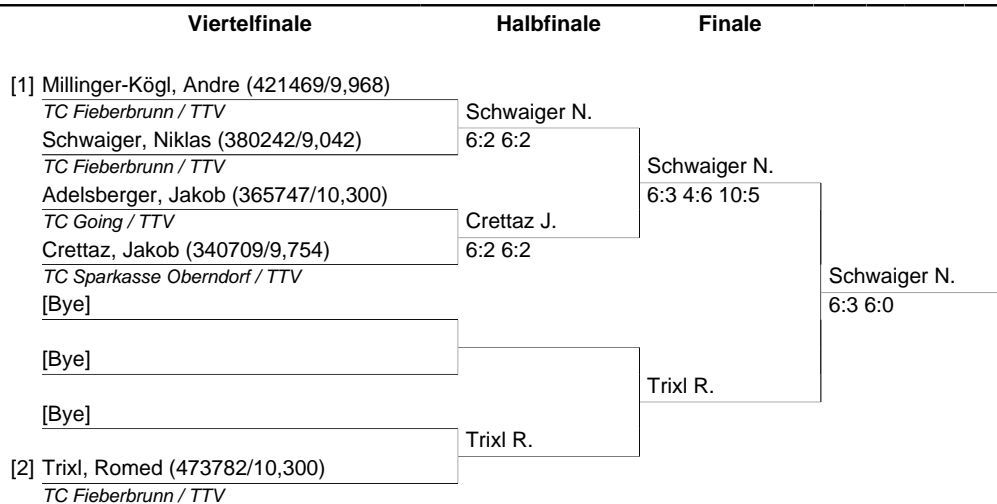 Viertelfinale Halbfinale Finale
[1] Millinger-Kögl, Andre (421469/9,968)
TC Fieberbrunn / TTV Schwaiger N.
Schwaiger, Niklas (380242/9,042) 6:2 6:2
TC Fieberbrunn / TTV Schwaiger N.
Adelsberger, Jakob (365747/10,300) 6:3 4:6 10:5
TC Going / TTV Crettaz J.
Crettaz, Jakob (340709/9,754) 6:2 6:2
TC Sparkasse Oberndorf / TTV Schwaiger N.
[Bye] 6:3 6:0
[Bye]
Trixl R.
[Bye]
Trixl R.
[2] Trixl, Romed (473782/10,300)
TC Fieberbrunn / TTV